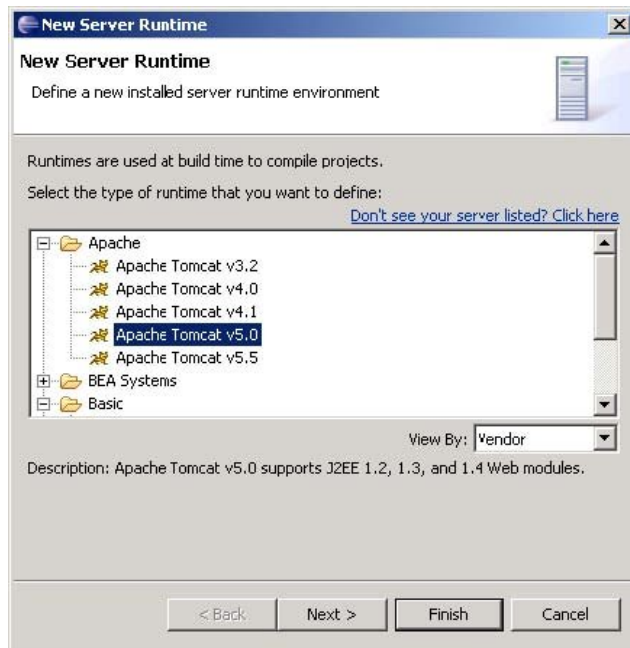 New Server Runtime
New Server Runtime
Define a new installed server runtime environment
Runtimes are used at build time to compile projects.
Select the type of runtime that you want to define:
Don't see your server listed? Click here
Apache
Apache Tomcat v3.2
Apache Tomcat v4.0
Apache Tomcat v4.1
Apache Tomcat v5.0
Apache Tomcat v5.5
BEA Systems
Basic
View By: Vendor
Description: Apache Tomcat v5.0 supports J2EE 1.2, 1.3, and 1.4 Web modules.
< Back Next > Finish Cancel